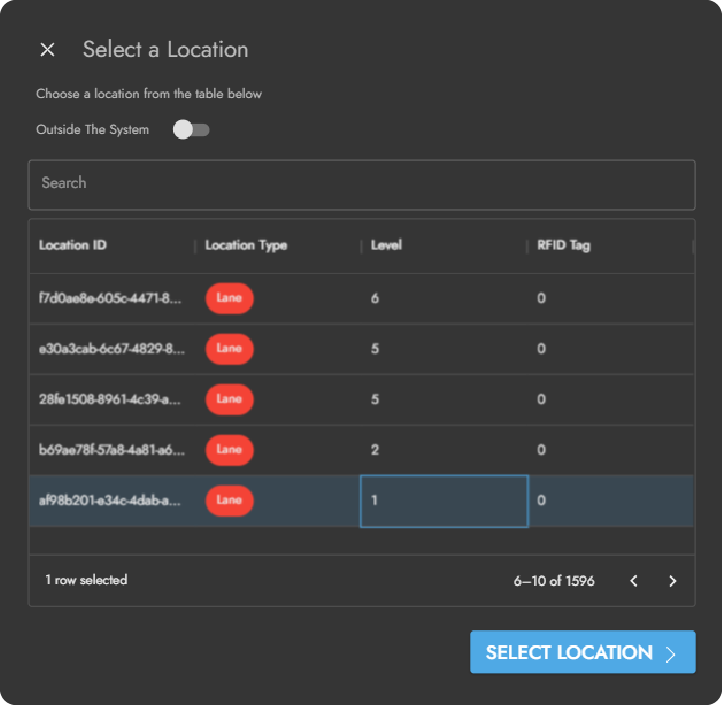 Select a Location
Choose a location from the table below
Outside The System
Search
Location ID Location Type Level RFID Tag
f7d0ae8e-605c-4471-8... Lane 6 0
e30a3cab-6c67-4829-8... Lane 5 0
28fe1508-8961-4c39-a... Lane 5 0
b69ae78f-57a8-4a81-a6... Lane 2 0
af98b201-e34c-4dab-a... Lane 1 0
1 row selected 6–10 of 1596
SELECT LOCATION